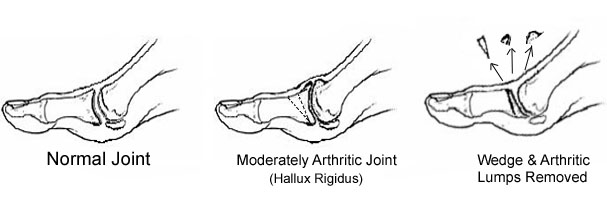 Normal Joint
Moderately Arthritic Joint
(Hallux Rigidus)
Wedge & Arthritic
Lumps Removed